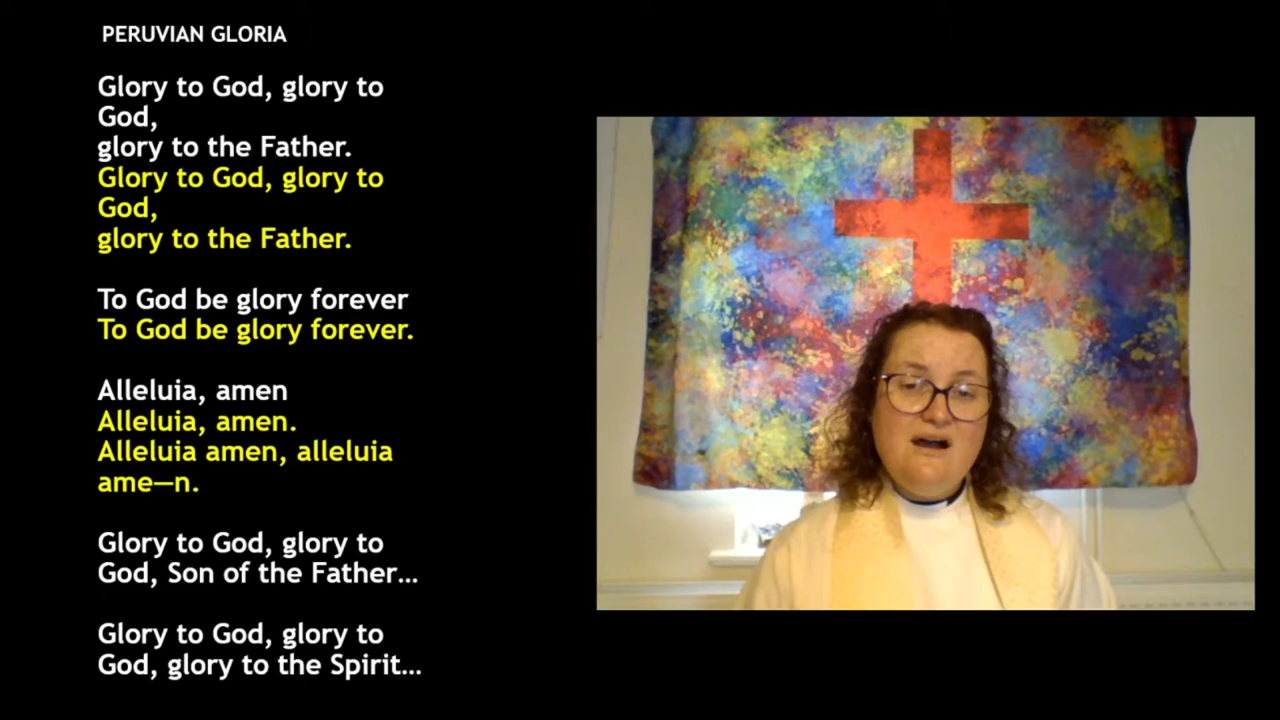 PERUVIAN GLORIA
Glory to God, glory to
God,
glory to the Father.
Glory to God, glory to
God,
glory to the Father.
To God be glory forever
To God be glory forever.
Alleluia, amen
Alleluia, amen.
Alleluia amen, alleluia
ame—n.
Glory to God, glory to
God, Son of the Father...
Glory to God, glory to
God, glory to the Spirit...